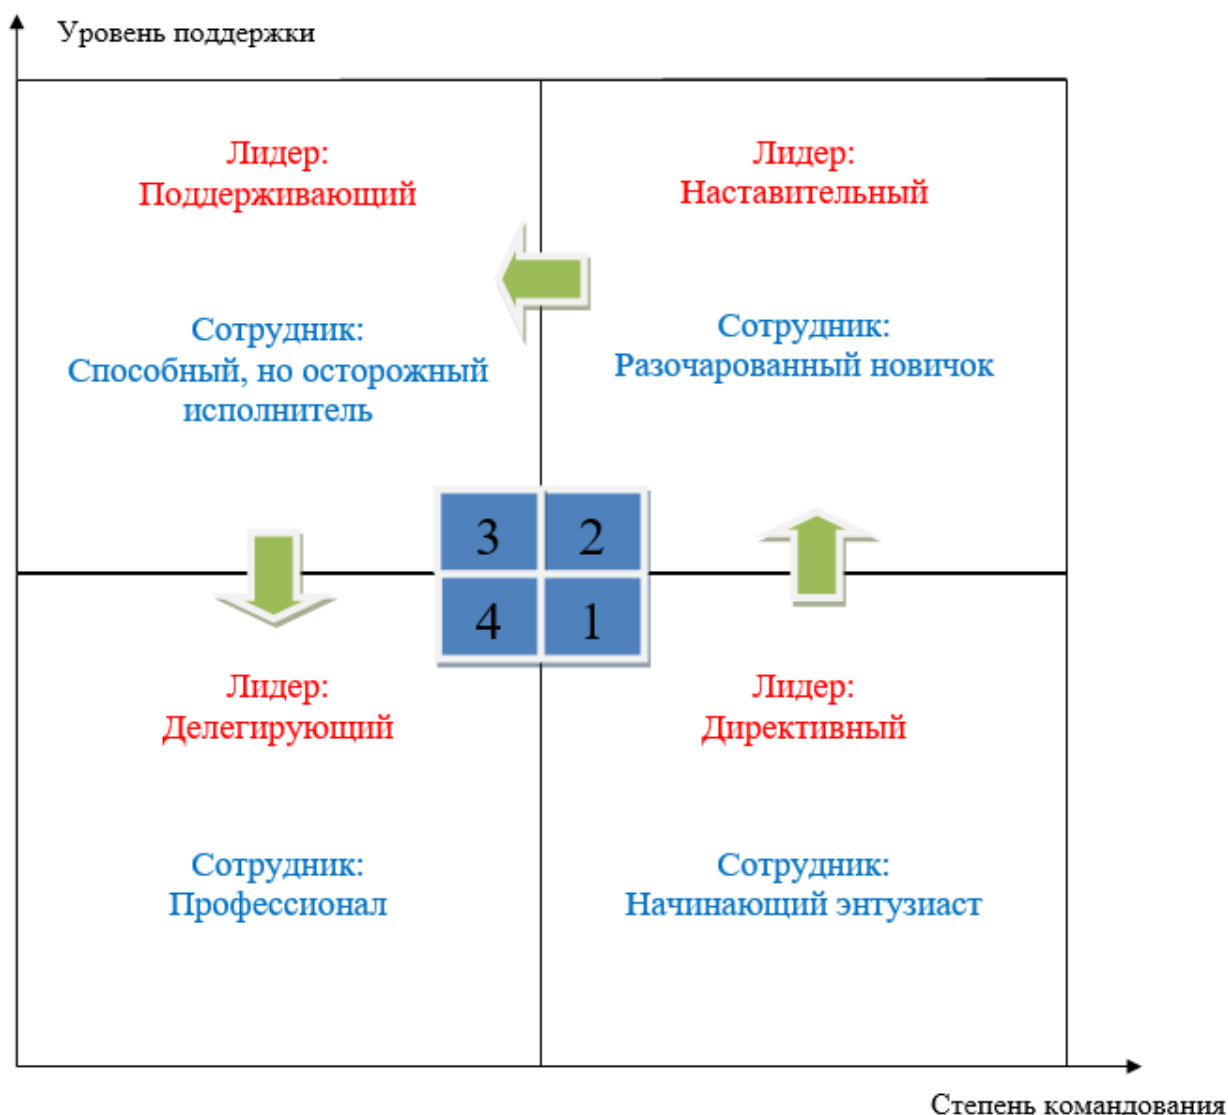 Уровень поддержки
Лидер:
Поддерживающий
Сотрудник:
Способный, но осторожный
исполнитель
Лидер:
Наставительный
Сотрудник:
Разочарованный новичок
3
2
4
1
Лидер:
Делегирующий
Сотрудник:
Профессионал
Лидер:
Директивный
Сотрудник:
Начинающий энтузиаст
Степень командования